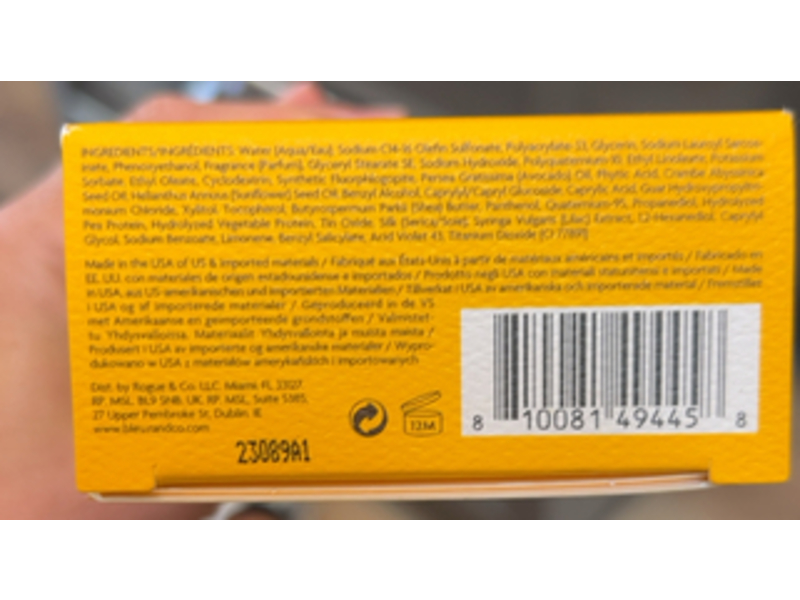 INGREDIENTS/INGRÉDIENTS: Water [Aqua/Eau], Sodium C14-16 Olefin Sulfonate, Polyacrylate-33, Glycerin, Sodium Lauroyl Sarcos-
inate, Phenoxyethanol, Fragrance (Parfum), Glyceryl Stearate SE, Sodium Hydroxide, Polyquaternium-10, Ethyl Linoleate, Potassium
Sorbate, Ethyl Oleate, Cyclodextrin, Synthetic Fluorphlogopite, Persea Gratissima (Avocado) Oil, Phytic Acid, Crambe Abyssinica
Seed Oil, Helianthus Annuus (Sunflower) Seed Oil, Benzyl Alcohol, Caprylyl/Capryl Glucoside, Caprylic Acid, Guar Hydroxypropyltri-
monium Chloride, Xylitol, Tocopherol, Butyrospermum Parkii (Shea) Butter, Panthenol, Quaternium-95, Propanediol, Hydrolyzed
Pea Protein, Hydrolyzed Vegetable Protein, Tin Oxide, Silk [Serica/Soie], Syringa Vulgaris (Lilac) Extract, 1,2-Hexanediol, Caprylyl
Glycol, Sodium Benzoate, Benzyl Salicylate, Acid Violet 43, Titanium Dioxide [CI 77891]
Made in the USA of US & imported materials / Fabriqué aux États-Unis à partir de matériaux américains et importés / Fabricado en
EE. UU. con materiales de origen estadounidense e importador / Prodotto negli USA con materiali statunitensi e importati / Made
in USA, aus US-amerikanischen und importierten Materialien / Tillverkat i USA av amerikanska och importerade material / Fremstilles
i USA og af importerede materialer / Geproduceerd in de VS
met Amerikaanse en geïmporteerde grondstoffen / Valmistet-
tu Yhdysvalloissa. Materiaalit Yhdysvalloista ja muista maista /
Produsert i USA av importerte og amerikanske materialer / Wypro-
dukowano w USA z materiałów amerykańskich i importowanych
Dist. by Rogue & Co. LLC. Miami FL 33127.
RP. MSL, BL9 5NB, UK. RP. MSL, Suite 5385,
27 Upper Pembroke St, Dublin, IE
www.bleurandco.com
12M
23089A1
8 10081 49445 8